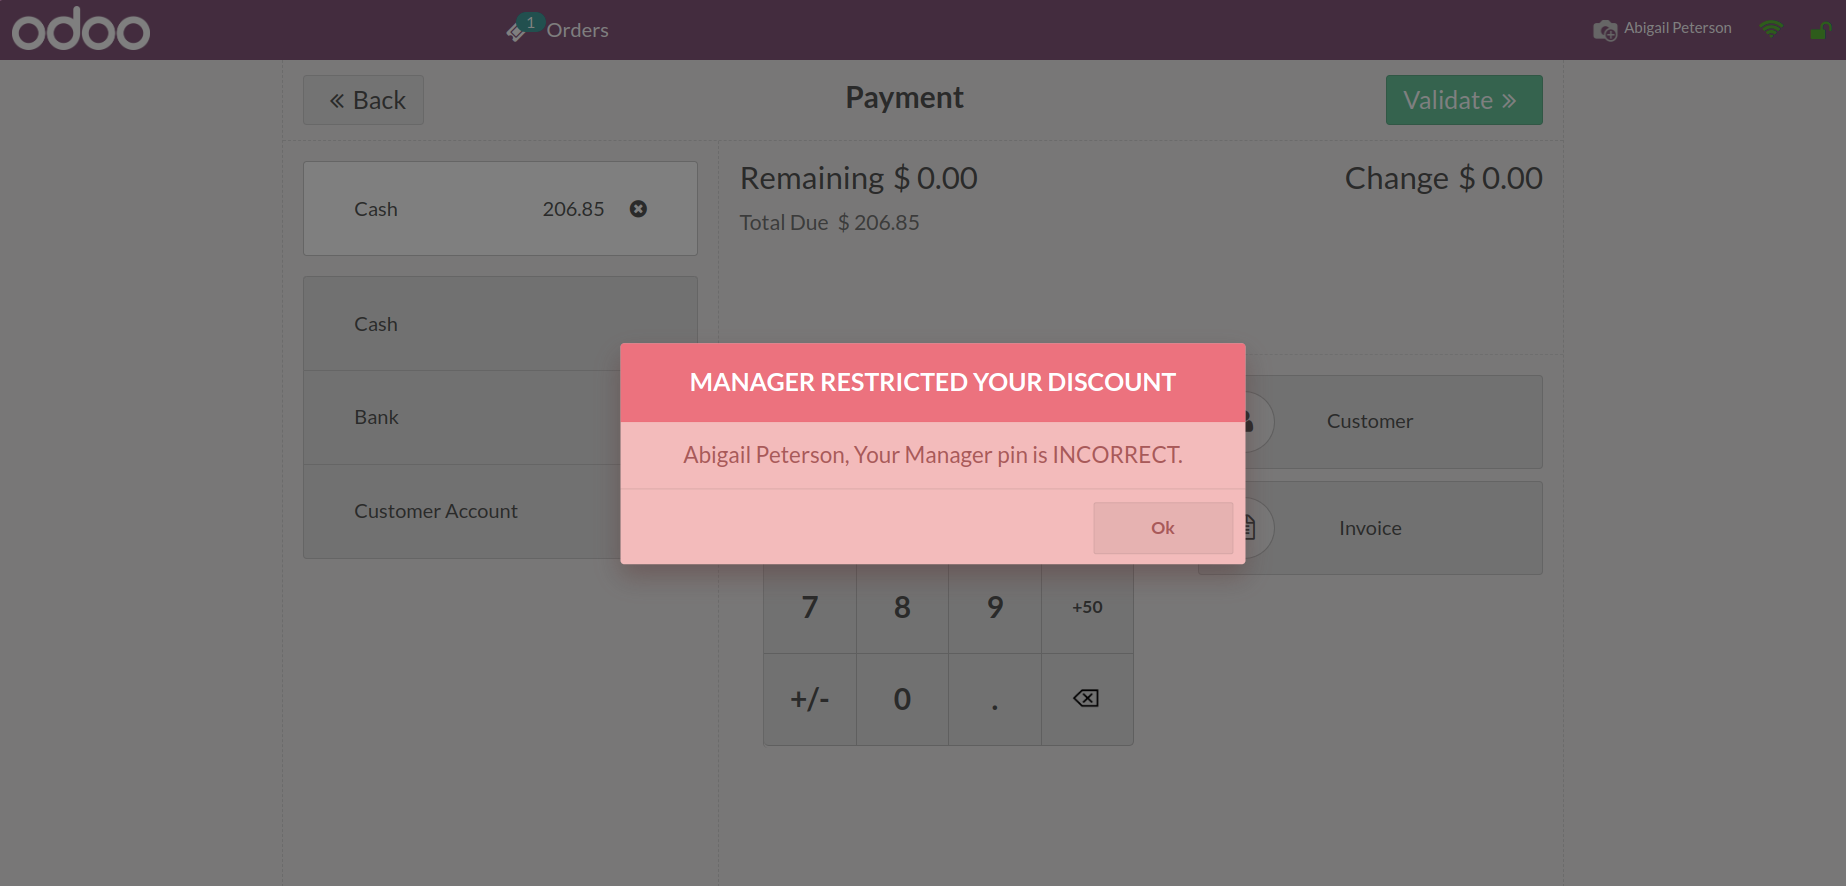 odoo
1
Orders
Abigail Peterson
Back
Payment
Validate
Cash 206.85
Remaining $ 0.00
Change $ 0.00
Total Due $ 206.85
Cash
Bank
Customer Account
MANAGER RESTRICTED YOUR DISCOUNT
Abigail Peterson, Your Manager pin is INCORRECT.
Ok
Customer
Invoice
7 8 9 +50
+/- 0 .